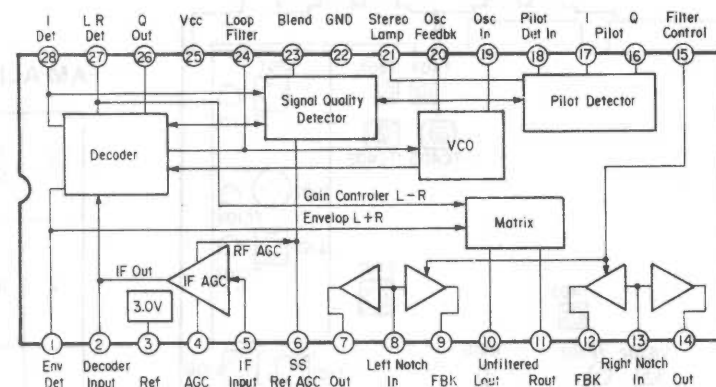 I L R Q Vcc Loop Blend GND Stereo Osc Osc Pilot I Q Filter
Det Det Out Filter Lamp Feedbk In Det In Pilot Control
28 27 26 25 24 23 22 21 20 19 18 17 16 15
Signal Quality
Detector
Pilot Detector
Decoder
VCO
Gain Controler L-R
Envelop L+R
Matrix
RF AGC
IF Out
IF AGC
3.0V
1 2 3 4 5 6 7 8 9 10 11 12 13 14
Env Decoder IF SS Left Notch Unfiltered Right Notch
Det Input Ref AGC Input Ref AGC Out In FBK Lout Rout FBK In Out